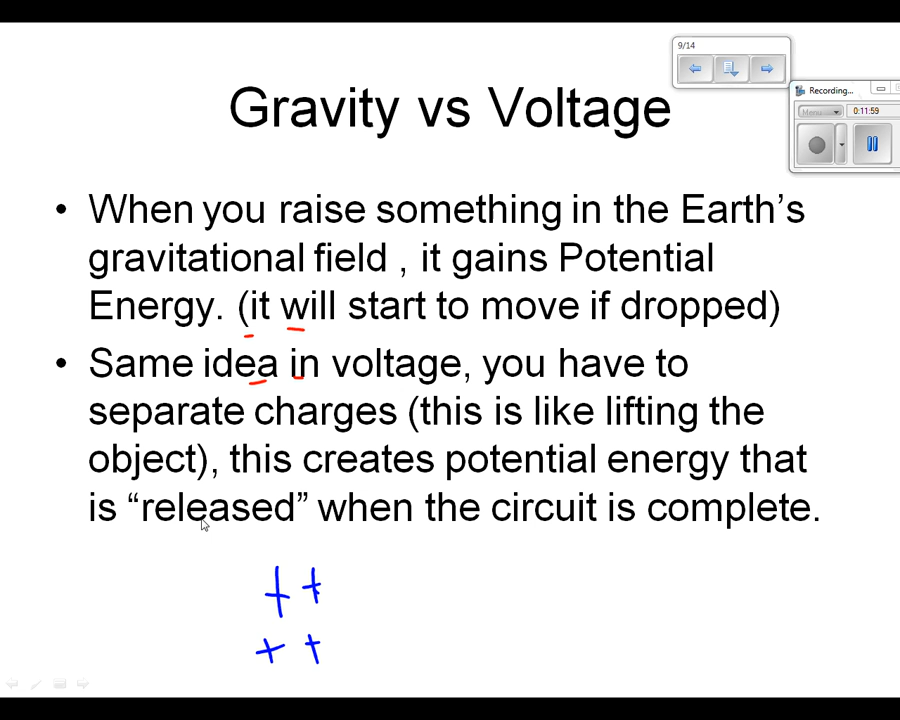 9/14
Recording...
Menu
0:11:59
Gravity vs Voltage
• When you raise something in the Earth’s
gravitational field , it gains Potential
Energy. (it will start to move if dropped)
• Same idea in voltage, you have to
separate charges (this is like lifting the
object), this creates potential energy that
is “released” when the circuit is complete.
+ +
+ +